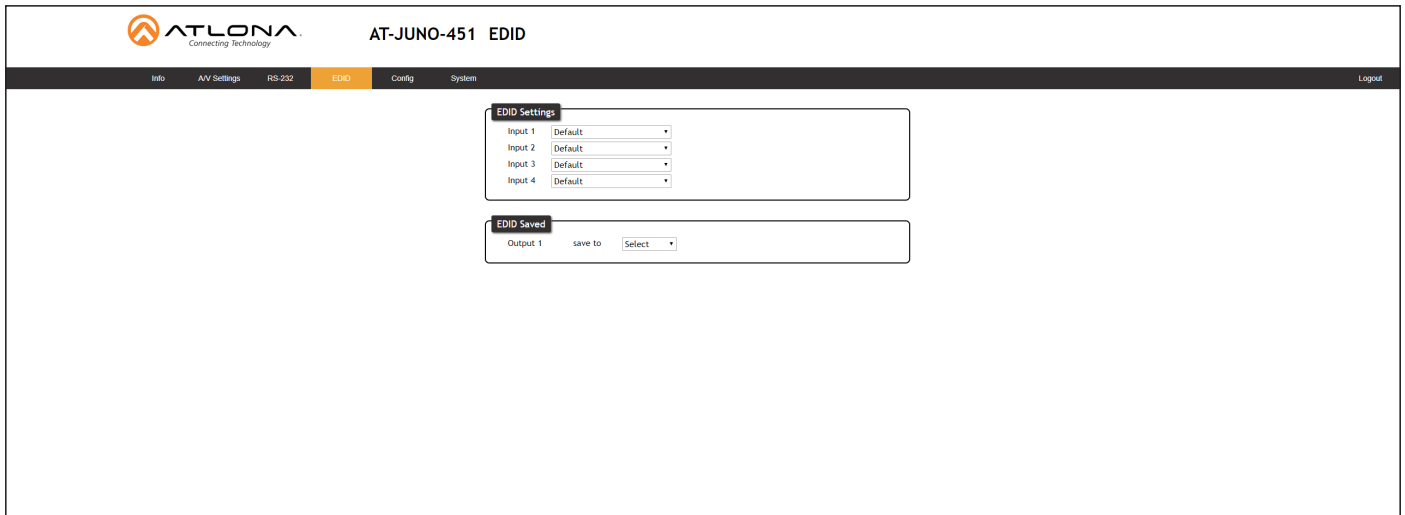 ATLONA.
Connecting Technology
AT-JUNO-451 EDID
Info A/V Settings RS-232 EDID Config System Logout
EDID Settings
Input 1 Default
Input 2 Default
Input 3 Default
Input 4 Default
EDID Saved
Output 1 save to Select